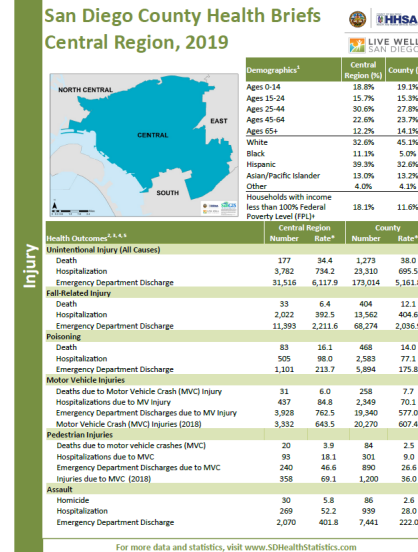 San Diego County Health Briefs
Central Region, 2019
HHSA
LIVE WELL
SAN DIEGO
NORTH CENTRAL
EAST
CENTRAL
SOUTH
Demographics¹ Central Region (%) County (
Ages 0-14 18.8% 19.1%
Ages 15-24 15.7% 15.3%
Ages 25-44 30.6% 27.8%
Ages 45-64 22.6% 23.7%
Ages 65+ 12.2% 14.1%
White 32.6% 45.1%
Black 11.1% 5.0%
Hispanic 39.3% 32.6%
Asian/Pacific Islander 13.0% 13.2%
Other 4.0% 4.1%
Households with income
less than 100% Federal 18.1% 11.6%
Poverty Level (FPL)+
Injury
Central Region County
Health Outcomes², ³, ⁴, ⁵ Number Rate* Number Rate*
Unintentional Injury (All Causes)
Death 177 34.4 1,273 38.0
Hospitalization 3,782 734.2 23,310 695.5
Emergency Department Discharge 31,516 6,117.9 173,014 5,161.
Fall-Related Injury
Death 33 6.4 404 12.1
Hospitalization 2,022 392.5 13,562 404.6
Emergency Department Discharge 11,393 2,211.6 68,274 2,036.
Poisoning
Death 83 16.1 468 14.0
Hospitalization 505 98.0 2,583 77.1
Emergency Department Discharge 1,101 213.7 5,894 175.8
Motor Vehicle Injuries
Deaths due to Motor Vehicle Crash (MVC) Injury 31 6.0 258 7.7
Hospitalizations due to MV Injury 437 84.8 2,349 70.1
Emergency Department Discharges due to MV Injury 3,928 762.5 19,340 577.0
Motor Vehicle Crash (MVC) Injuries (2018) 3,332 643.5 20,270 607.4
Pedestrian Injuries
Deaths due to motor vehicle crashes (MVC) 20 3.9 84 2.5
Hospitalizations due to MVC 93 18.1 301 9.0
Emergency Department Discharges due to MVC 240 46.6 890 26.6
Injuries due to MVC (2018) 358 69.1 1,200 36.0
Assault
Homicide 30 5.8 86 2.6
Hospitalization 269 52.2 939 28.0
Emergency Department Discharge 2,070 401.8 7,441 222.0
For more data and statistics, visit www.SDHealthStatistics.com